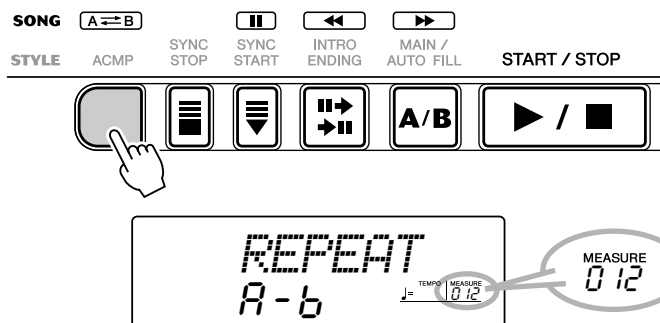 SONG A⇄B
SYNC STOP SYNC START INTRO ENDING MAIN / AUTO FILL
STYLE ACMP START / STOP
A/B
REPEAT
A-b
TEMPO MEASURE
♩= 012
MEASURE
012